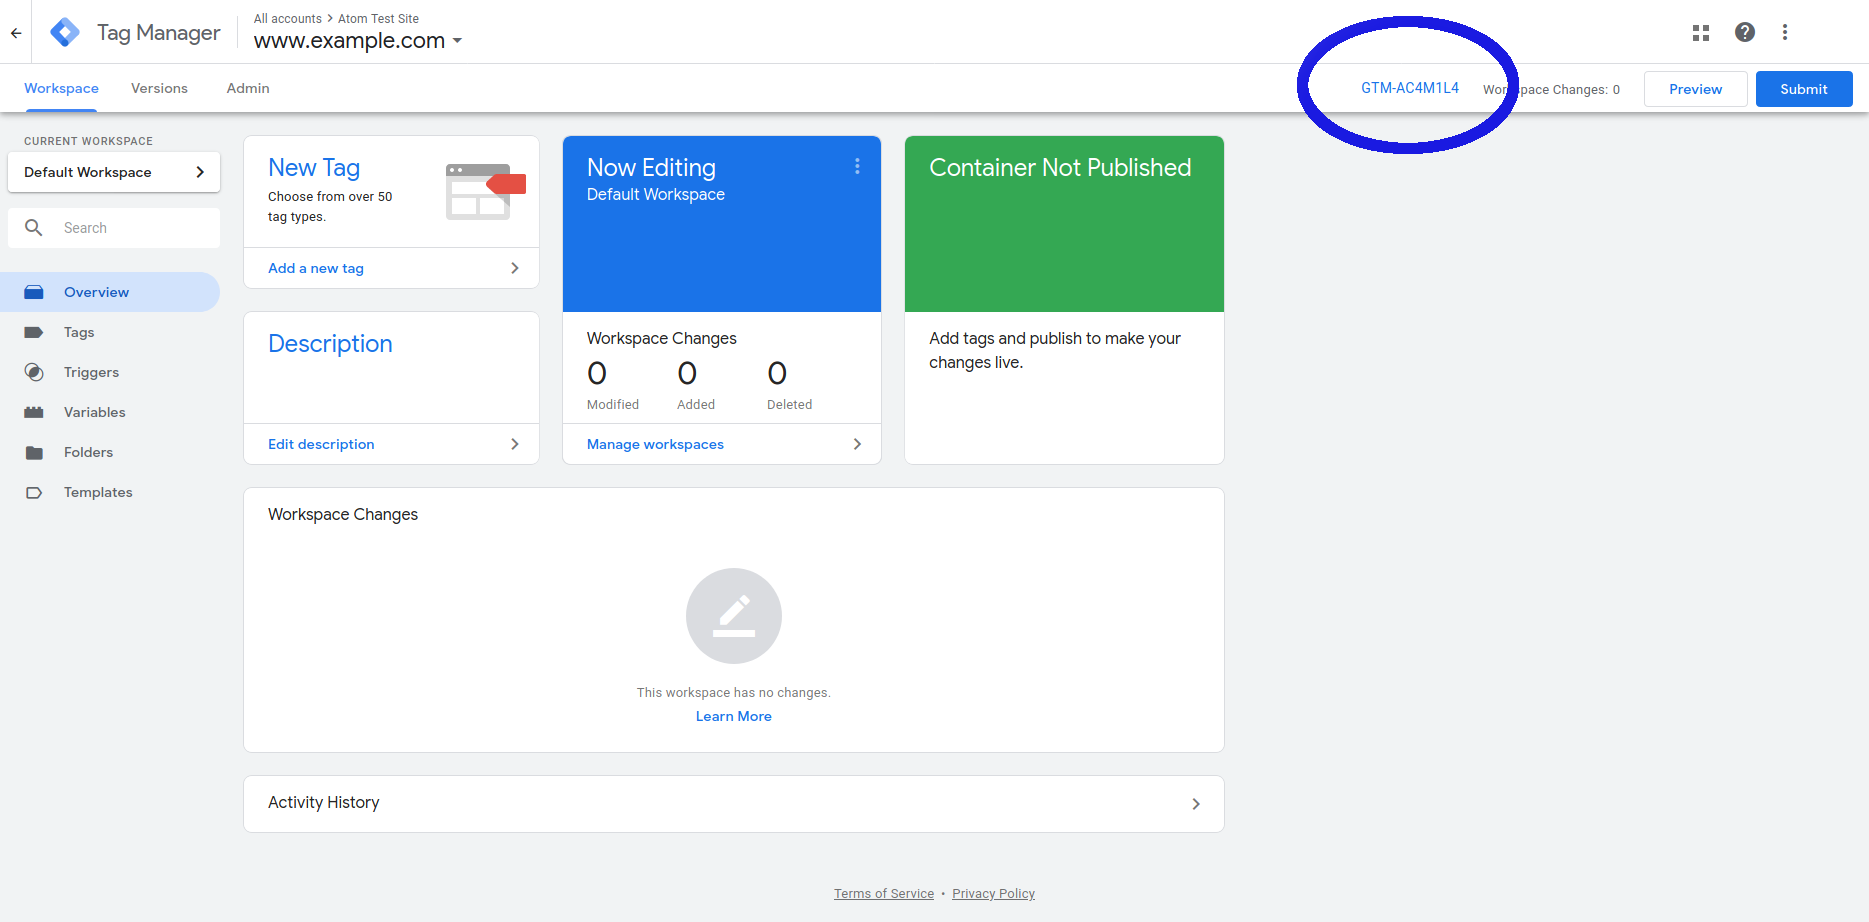 Tag Manager
All accounts > Atom Test Site
www.example.com
Workspace
Versions
Admin
GTM-AC4M1L4
Workspace Changes: 0
Preview
Submit
CURRENT WORKSPACE
Default Workspace
Search
Overview
Tags
Triggers
Variables
Folders
Templates
New Tag
Choose from over 50
tag types.
Add a new tag
Description
Edit description
Now Editing
Default Workspace
Workspace Changes
0 0 0
Modified Added Deleted
Manage workspaces
Container Not Published
Add tags and publish to make your
changes live.
Workspace Changes
This workspace has no changes.
Learn More
Activity History
Terms of Service • Privacy Policy